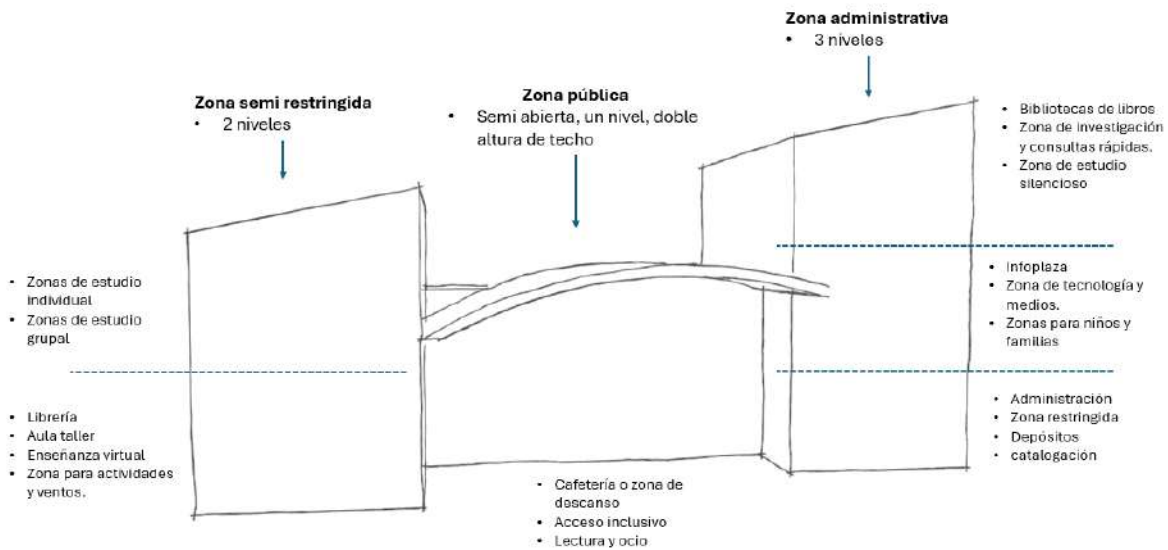 Zona administrativa
• 3 niveles
Zona semi restringida
• 2 niveles
Zona pública
• Semi abierta, un nivel, doble
altura de techo
• Bibliotecas de libros
• Zona de investigación
y consultas rápidas.
• Zona de estudio
silencioso
• Zonas de estudio
individual
• Zonas de estudio
grupal
• Infoplaza
• Zona de tecnología y
medios.
• Zonas para niños y
familias
• Librería
• Aula taller
• Enseñanza virtual
• Zona para actividades
y ventos.
• Administración
• Zona restringida
• Depósitos
• catalogación
• Cafetería o zona de
descanso
• Acceso inclusivo
• Lectura y ocio